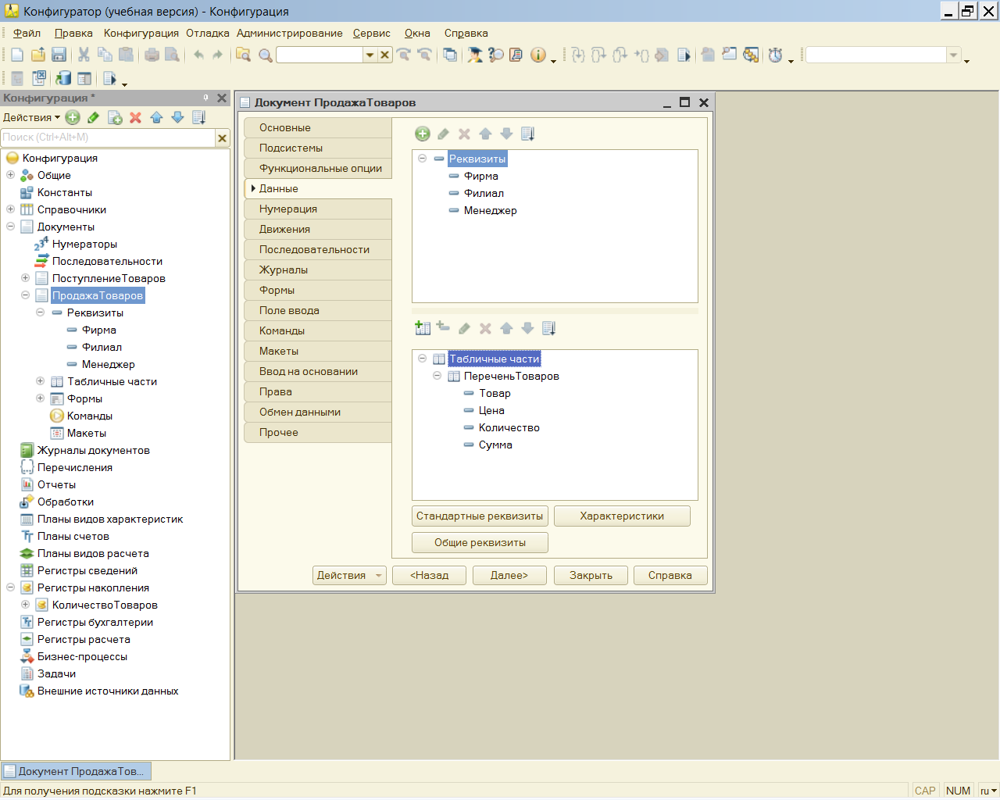 Конфигуратор (учебная версия) - Конфигурация
Файл Правка Конфигурация Отладка Администрирование Сервис Окна Справка
Конфигурация *
Действия
Поиск (Ctrl+Alt+M)
Конфигурация
Общие
Константы
Справочники
Документы
Нумераторы
Последовательности
ПоступлениеТоваров
ПродажаТоваров
Реквизиты
Фирма
Филиал
Менеджер
Табличные части
Формы
Команды
Макеты
Журналы документов
Перечисления
Отчеты
Обработки
Планы видов характеристик
Планы счетов
Планы видов расчета
Регистры сведений
Регистры накопления
КоличествоТоваров
Регистры бухгалтерии
Регистры расчета
Бизнес-процессы
Задачи
Внешние источники данных
Документ ПродажаТоваров
Основные
Подсистемы
Функциональные опции
Данные
Нумерация
Движения
Последовательности
Журналы
Формы
Поле ввода
Команды
Макеты
Ввод на основании
Права
Обмен данными
Прочее
Реквизиты
Фирма
Филиал
Менеджер
Табличные части
ПереченьТоваров
Товар
Цена
Количество
Сумма
Стандартные реквизиты Характеристики
Общие реквизиты
Действия <Назад Далее> Закрыть Справка
Документ ПродажаТов...
Для получения подсказки нажмите F1 CAP NUM ru